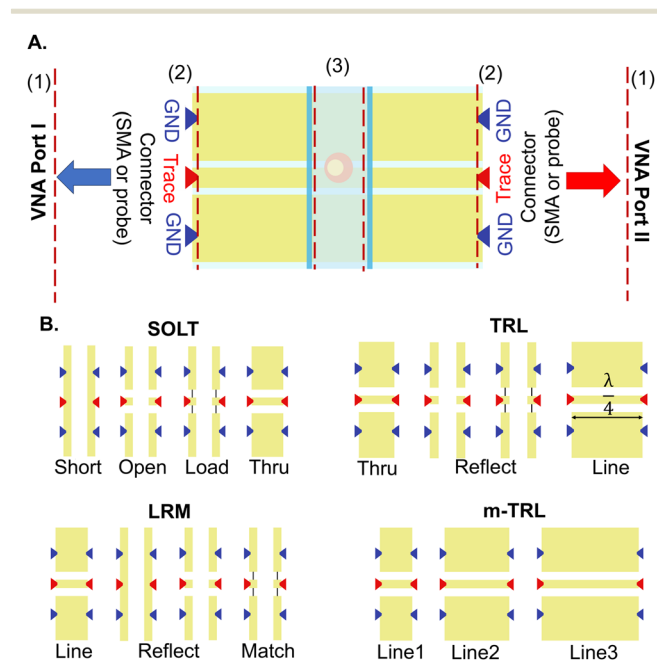 A.
(1)
(2)
(3)
(2)
(1)
VNA Port I
Connector
(SMA or probe)
GND
Trace
GND
GND
Trace
GND
Connector
(SMA or probe)
VNA Port II
B.
SOLT
Short Open Load Thru
TRL
λ
4
Thru Reflect Line
LRM
Line Reflect Match
m-TRL
Line1 Line2 Line3